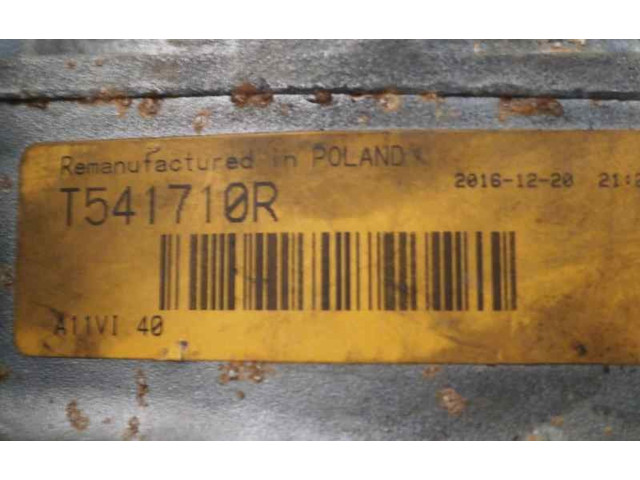 Remanufactured in POLAND
2016-12-20 21:2
T541710R
A11VI 40